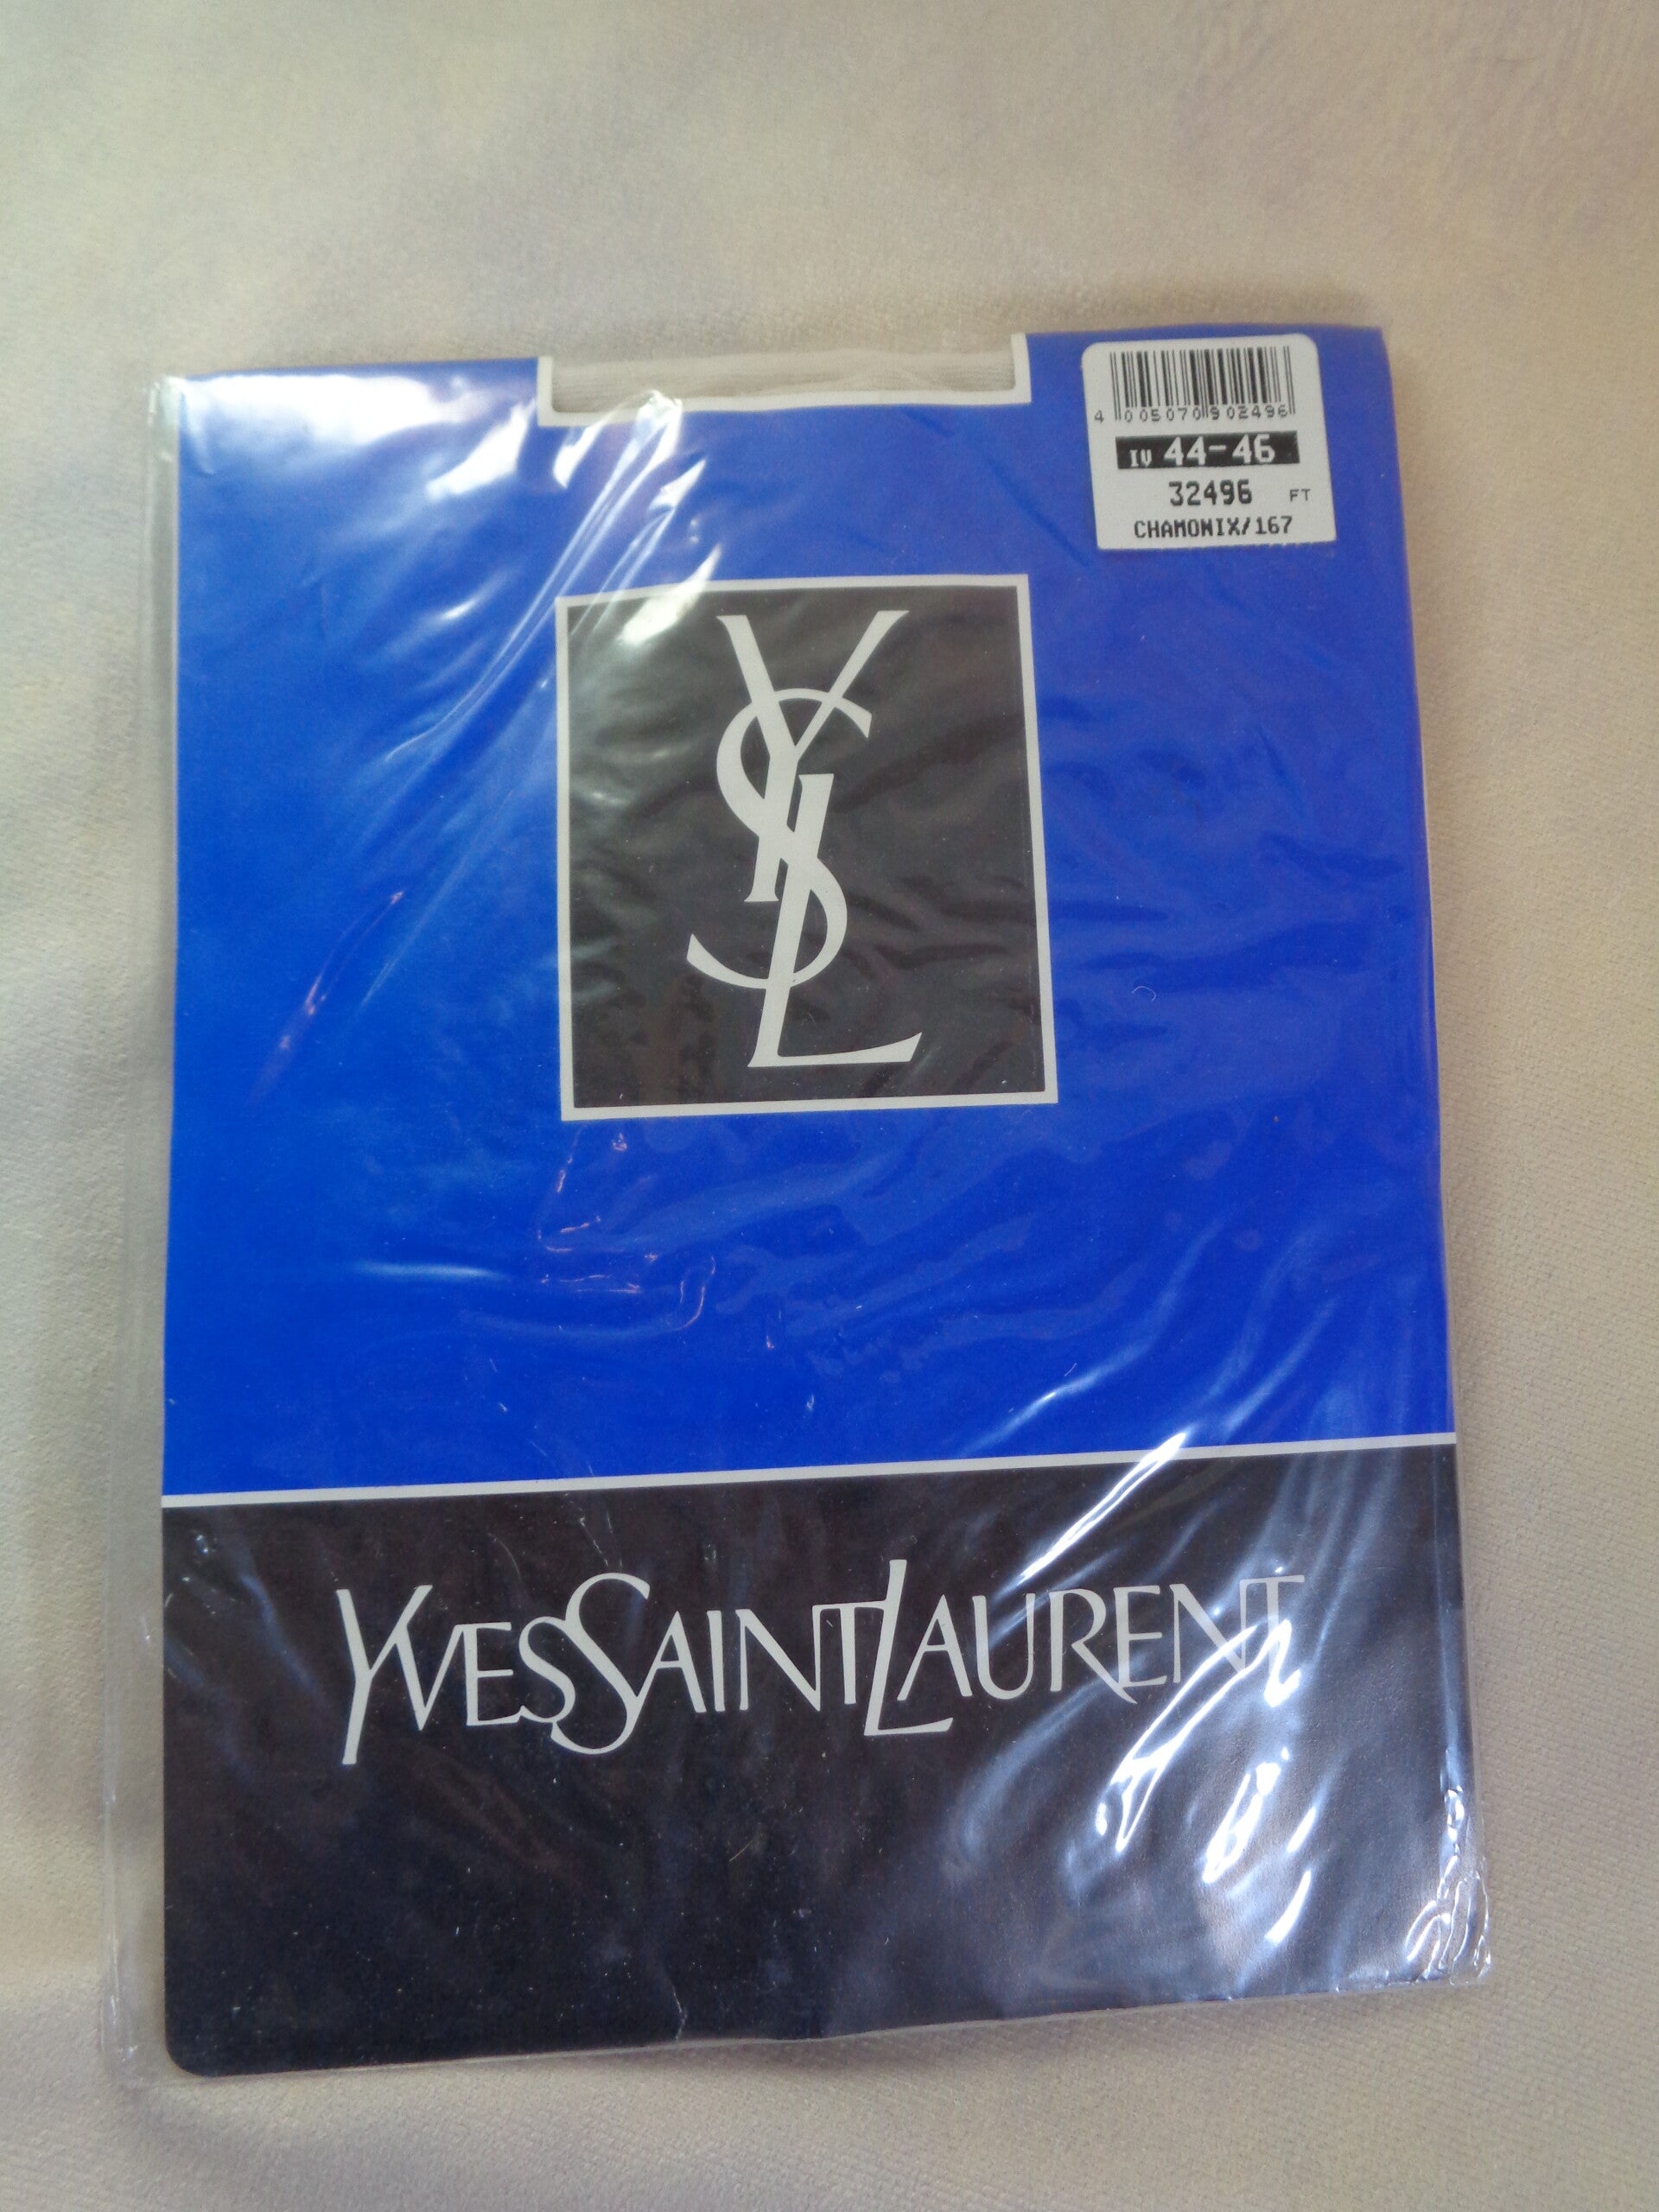 4 005070 902496
IV 44-46
32496 FT
CHAMONIX/167
YSL
YVESSAINTLAURENT